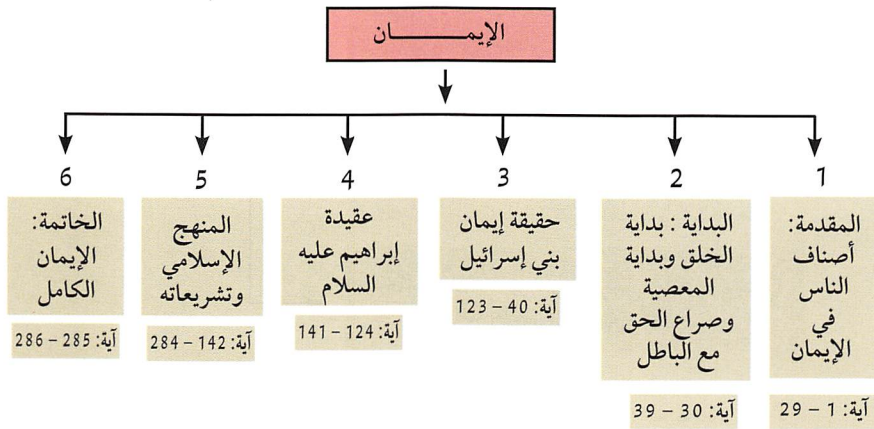 الإيمــــــــان
1
المقدمة:
أصناف
الناس
في
الإيمان
آية: 1 – 29
2
البداية : بداية
الخلق وبداية
المعصية
وصراع الحق
مع الباطل
آية: 30 – 39
3
حقيقة إيمان
بني إسرائيل
آية: 40 – 123
4
عقيدة
إبراهيم عليه
السلام
آية: 124 – 141
5
المنهج
الإسلامي
وتشريعاته
آية: 142 – 284
6
الخاتمة:
الإيمان
الكامل
آية: 285 – 286